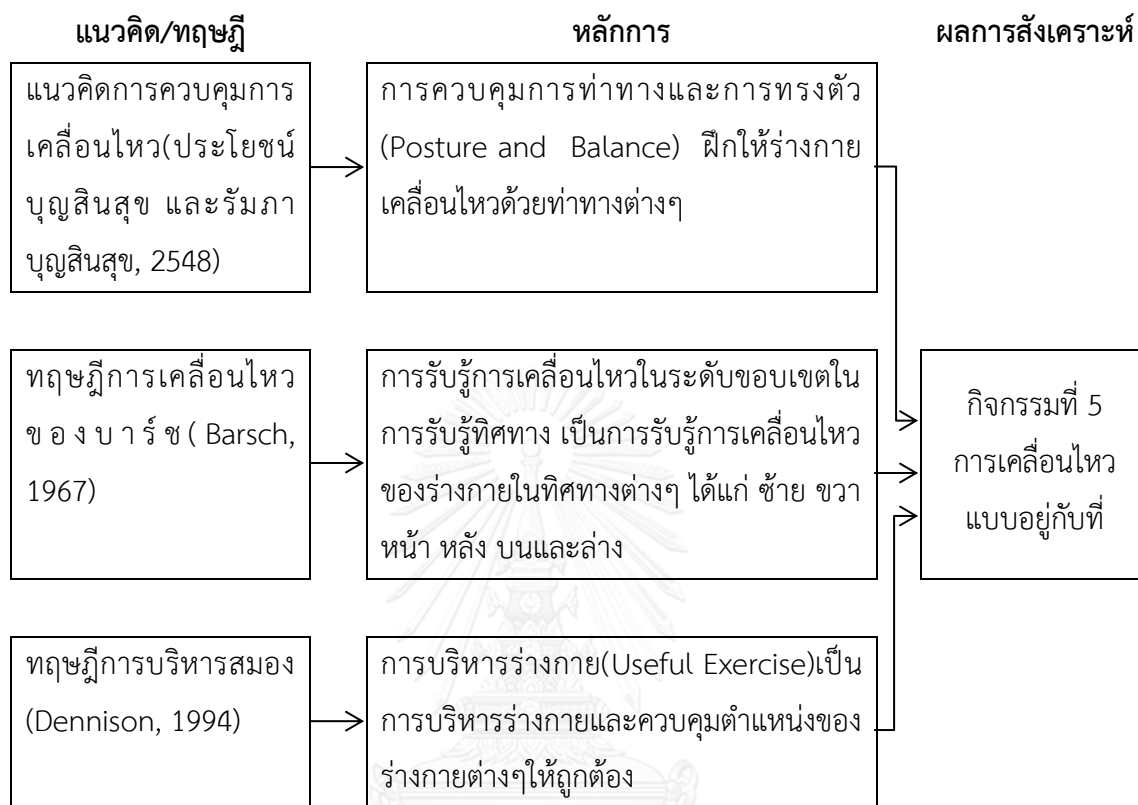 แนวคิด/ทฤษฎี
หลักการ
ผลการสังเคราะห์
แนวคิดการควบคุมการ
เคลื่อนไหว(ประโยชน์
บุญสินสุข และรัมภา
บุญสินสุข, 2548)
การควบคุมการท่าทางและการทรงตัว
(Posture and Balance) ฝึกให้ร่างกาย
เคลื่อนไหวด้วยท่าทางต่างๆ
ทฤษฎีการเคลื่อนไหว
ของบาร์ช(Barsch,
1967)
การรับรู้การเคลื่อนไหวในระดับขอบเขตใน
การรับรู้ทิศทาง เป็นการรับรู้การเคลื่อนไหว
ของร่างกายในทิศทางต่างๆ ได้แก่ ซ้าย ขวา
หน้า หลัง บนและล่าง
กิจกรรมที่ 5
การเคลื่อนไหว
แบบอยู่กับที่
ทฤษฎีการบริหารสมอง
(Dennison, 1994)
การบริหารร่างกาย(Useful Exercise)เป็น
การบริหารร่างกายและควบคุมตำแหน่งของ
ร่างกายต่างๆให้ถูกต้อง